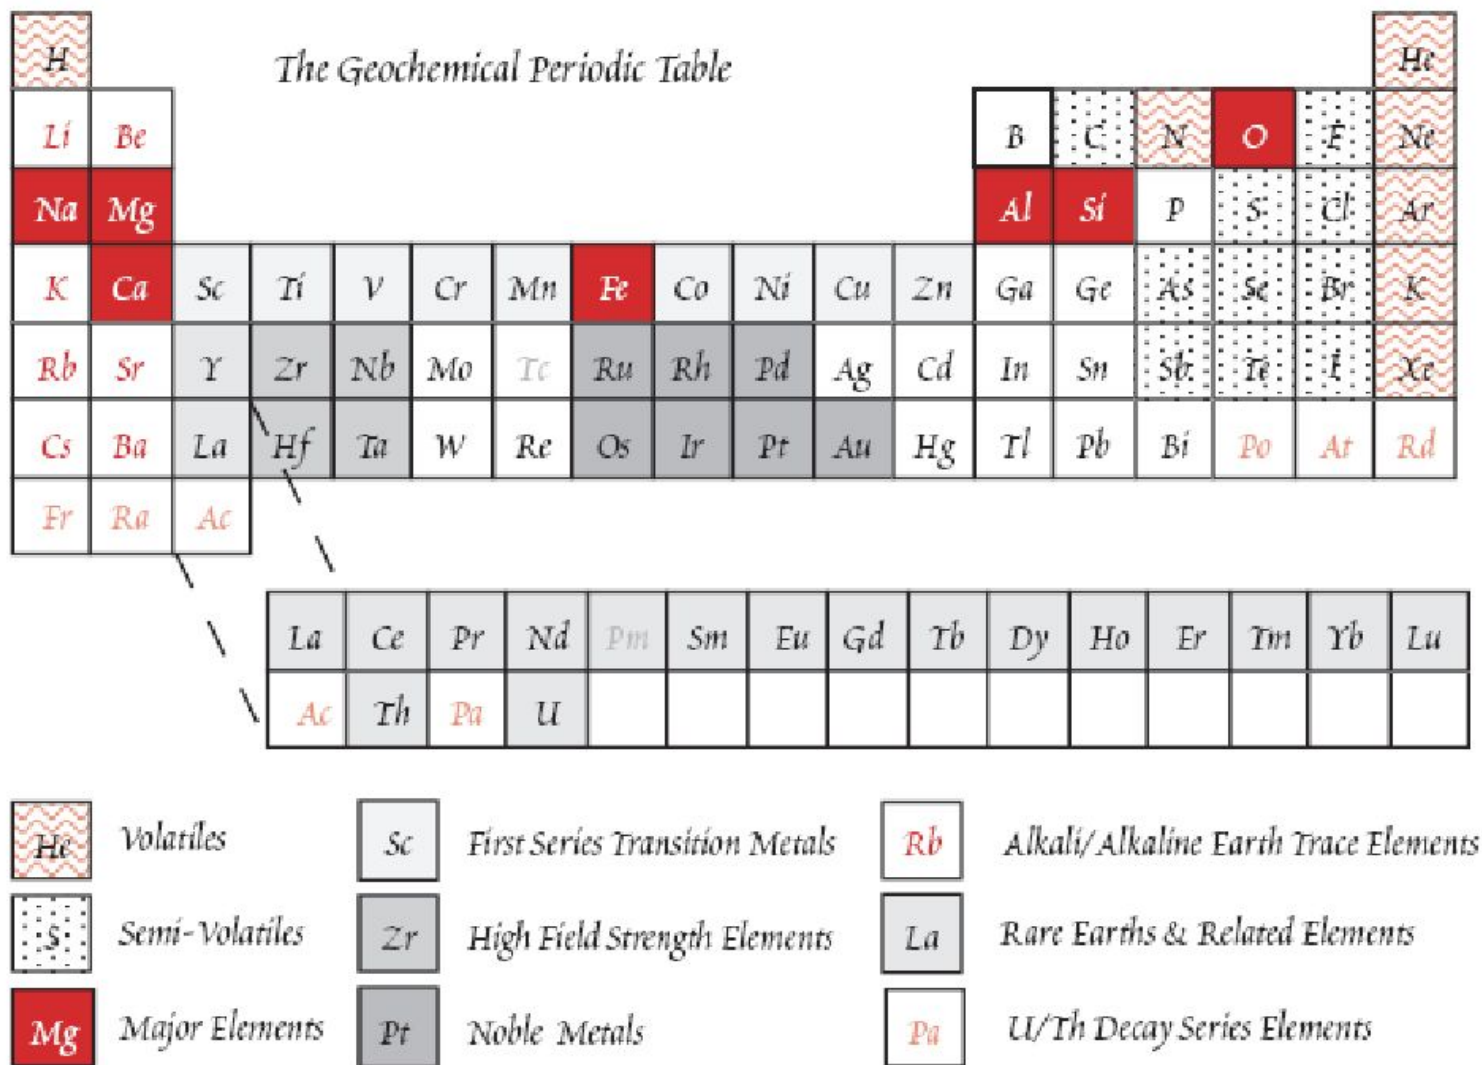 The Geochemical Periodic Table
H He
Li Be B C N O F Ne
Na Mg Al Si P S Cl Ar
K Ca Sc Ti V Cr Mn Fe Co Ni Cu Zn Ga Ge As Se Br K
Rb Sr Y Zr Nb Mo Tc Ru Rh Pd Ag Cd In Sn Sb Te I Xe
Cs Ba La Hf Ta W Re Os Ir Pt Au Hg Tl Pb Bi Po At Rd
Fr Ra Ac
La Ce Pr Nd Pm Sm Eu Gd Tb Dy Ho Er Tm Yb Lu
Ac Th Pa U
He Volatiles Sc First Series Transition Metals Rb Alkali/Alkaline Earth Trace Elements
S Semi-Volatiles Zr High Field Strength Elements La Rare Earths & Related Elements
Mg Major Elements Pt Noble Metals Pa U/Th Decay Series Elements